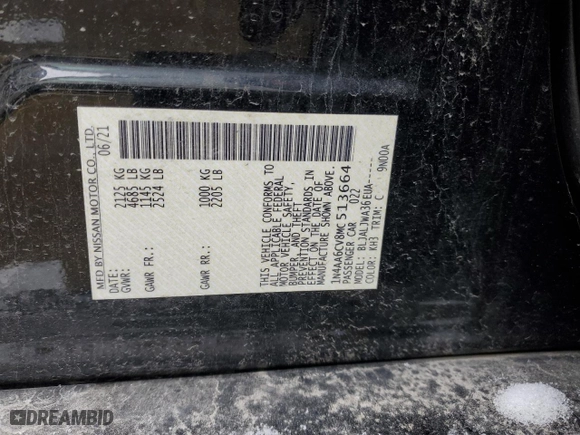 MFD BY NISSAN MOTOR CO., LTD.
DATE: 06/21
GVWR: 2125 KG
4685 LB
GAWR FR.: 1145 KG
2524 LB
GAWR RR.: 1000 KG
2205 LB
THIS VEHICLE CONFORMS TO
ALL APPLICABLE FEDERAL
MOTOR VEHICLE SAFETY,
BUMPER, AND THEFT
PREVENTION STANDARDS IN
EFFECT ON THE DATE OF
MANUFACTURE SHOWN ABOVE.
1N4AA6CV8MC513664
PASSENGER CAR 022
MODEL: BLJALJWA36EUA-----
COLOR: KH3 TRIM: C 9N00A
DREAMBID